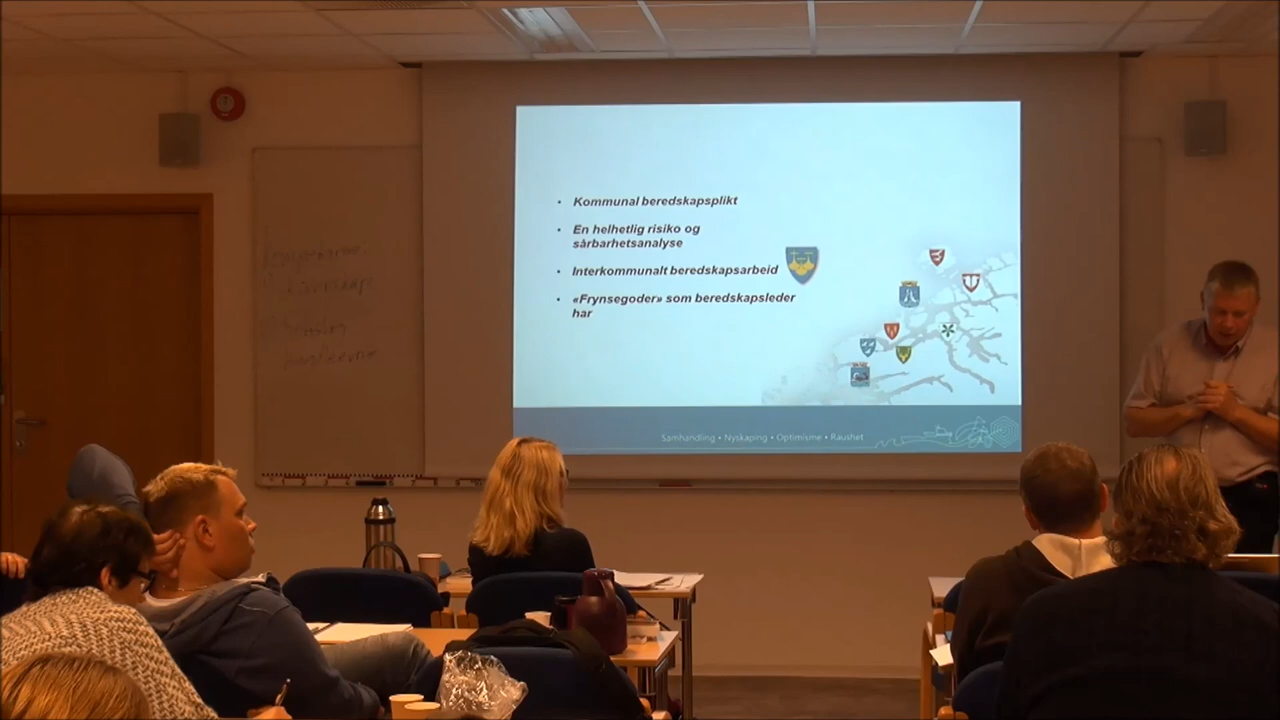 Kommunal beredskapsplikt
En helhetlig risiko og
sårbarhetsanalyse
Interkommunalt beredskapsarbeid
«Frynsegoder» som beredskapsleder
har
Samhandling • Nyskaping • Optimisme • Raushet